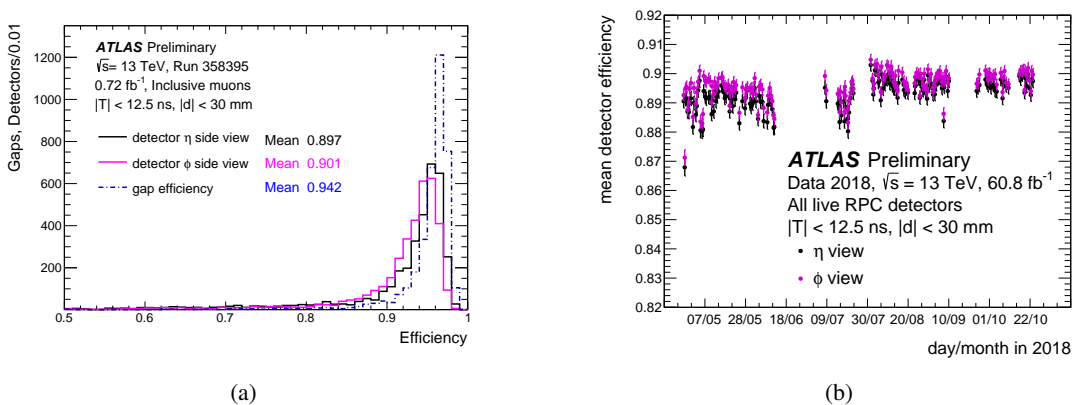 Gaps, Detectors/0.01
1200
1000
800
600
400
200
ATLAS Preliminary
√s= 13 TeV, Run 358395
0.72 fb⁻¹, Inclusive muons
|T| < 12.5 ns, |d| < 30 mm
detector η side view Mean 0.897
detector ϕ side view Mean 0.901
gap efficiency Mean 0.942
0.5 0.6 0.7 0.8 0.9 1
Efficiency
(a)
mean detector efficiency
0.92
0.91
0.9
0.89
0.88
0.87
0.86
0.85
0.84
0.83
0.82
ATLAS Preliminary
Data 2018, √s = 13 TeV, 60.8 fb⁻¹
All live RPC detectors
|T| < 12.5 ns, |d| < 30 mm
η view
ϕ view
07/05 28/05 18/06 09/07 30/07 20/08 10/09 01/10 22/10
day/month in 2018
(b)